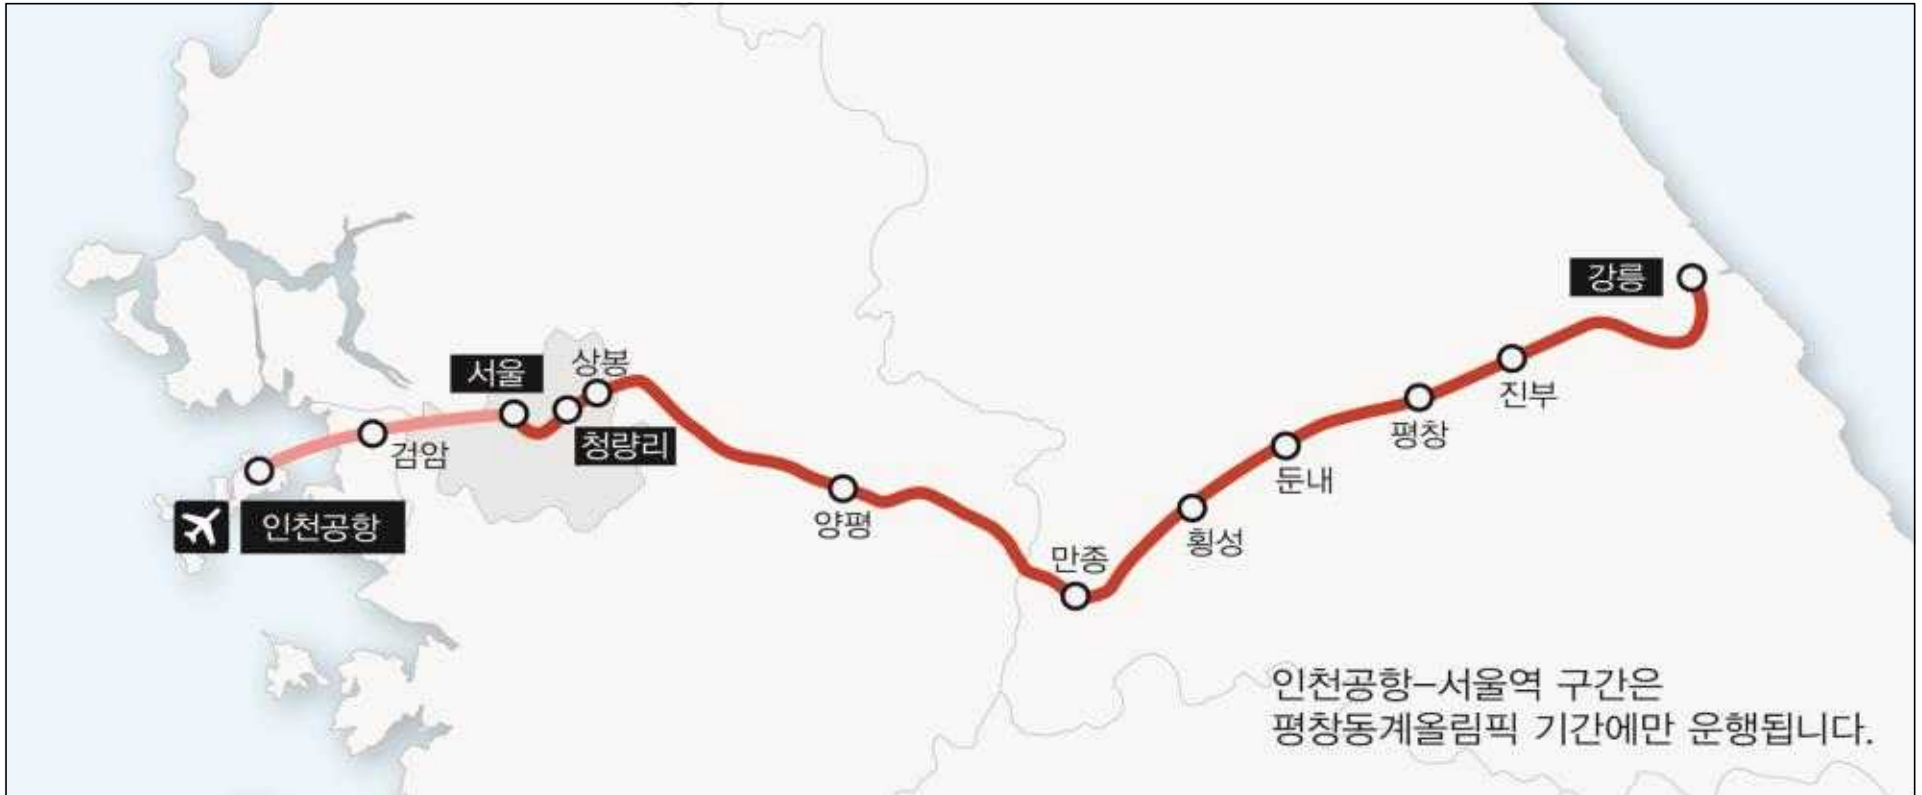 강릉
서울
상봉
청량리
검암
인천공항
양평
만종
횡성
둔내
평창
진부
인천공항–서울역 구간은
평창동계올림픽 기간에만 운행됩니다.